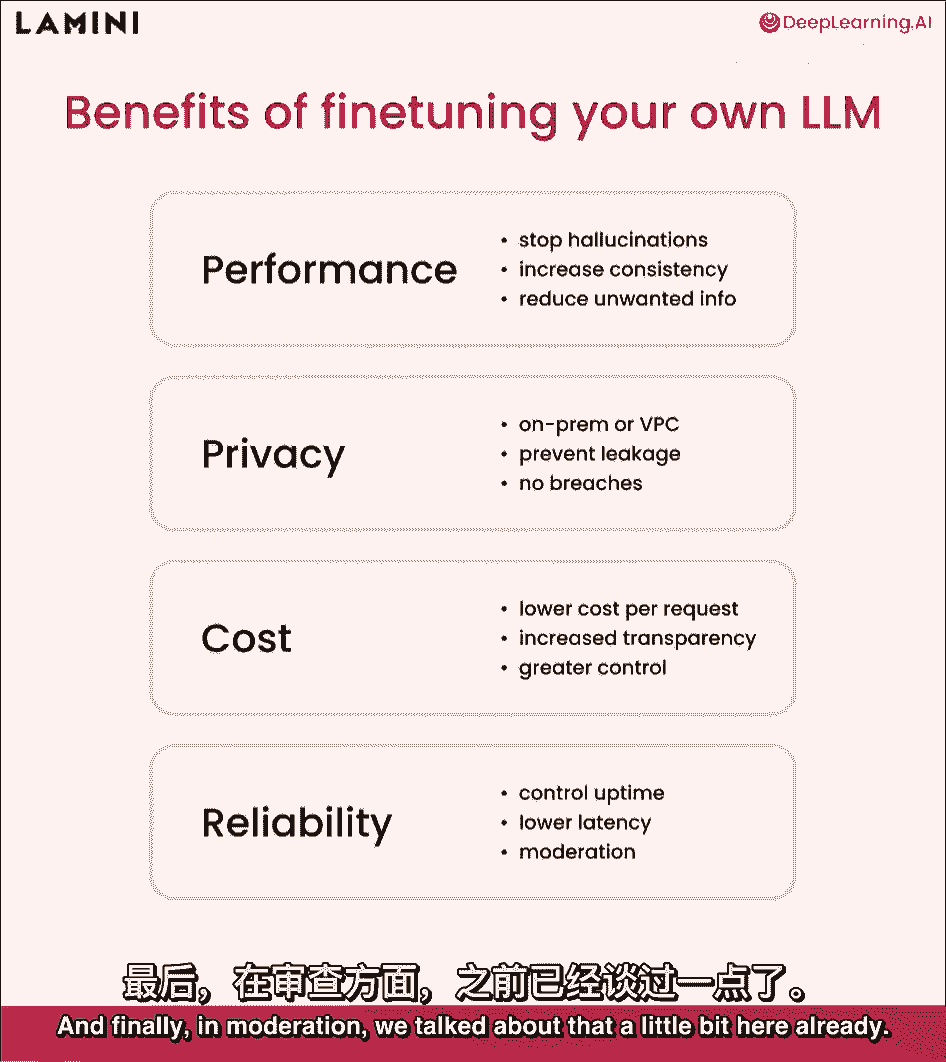 LAMINI
DeepLearning.AI
Benefits of finetuning your own LLM
Performance
• stop hallucinations
• increase consistency
• reduce unwanted info
Privacy
• on-prem or VPC
• prevent leakage
• no breaches
Cost
• lower cost per request
• increased transparency
• greater control
Reliability
• control uptime
• lower latency
• moderation
最后，在审查方面，之前已经谈过一点了。
And finally, in moderation, we talked about that a little bit here already.